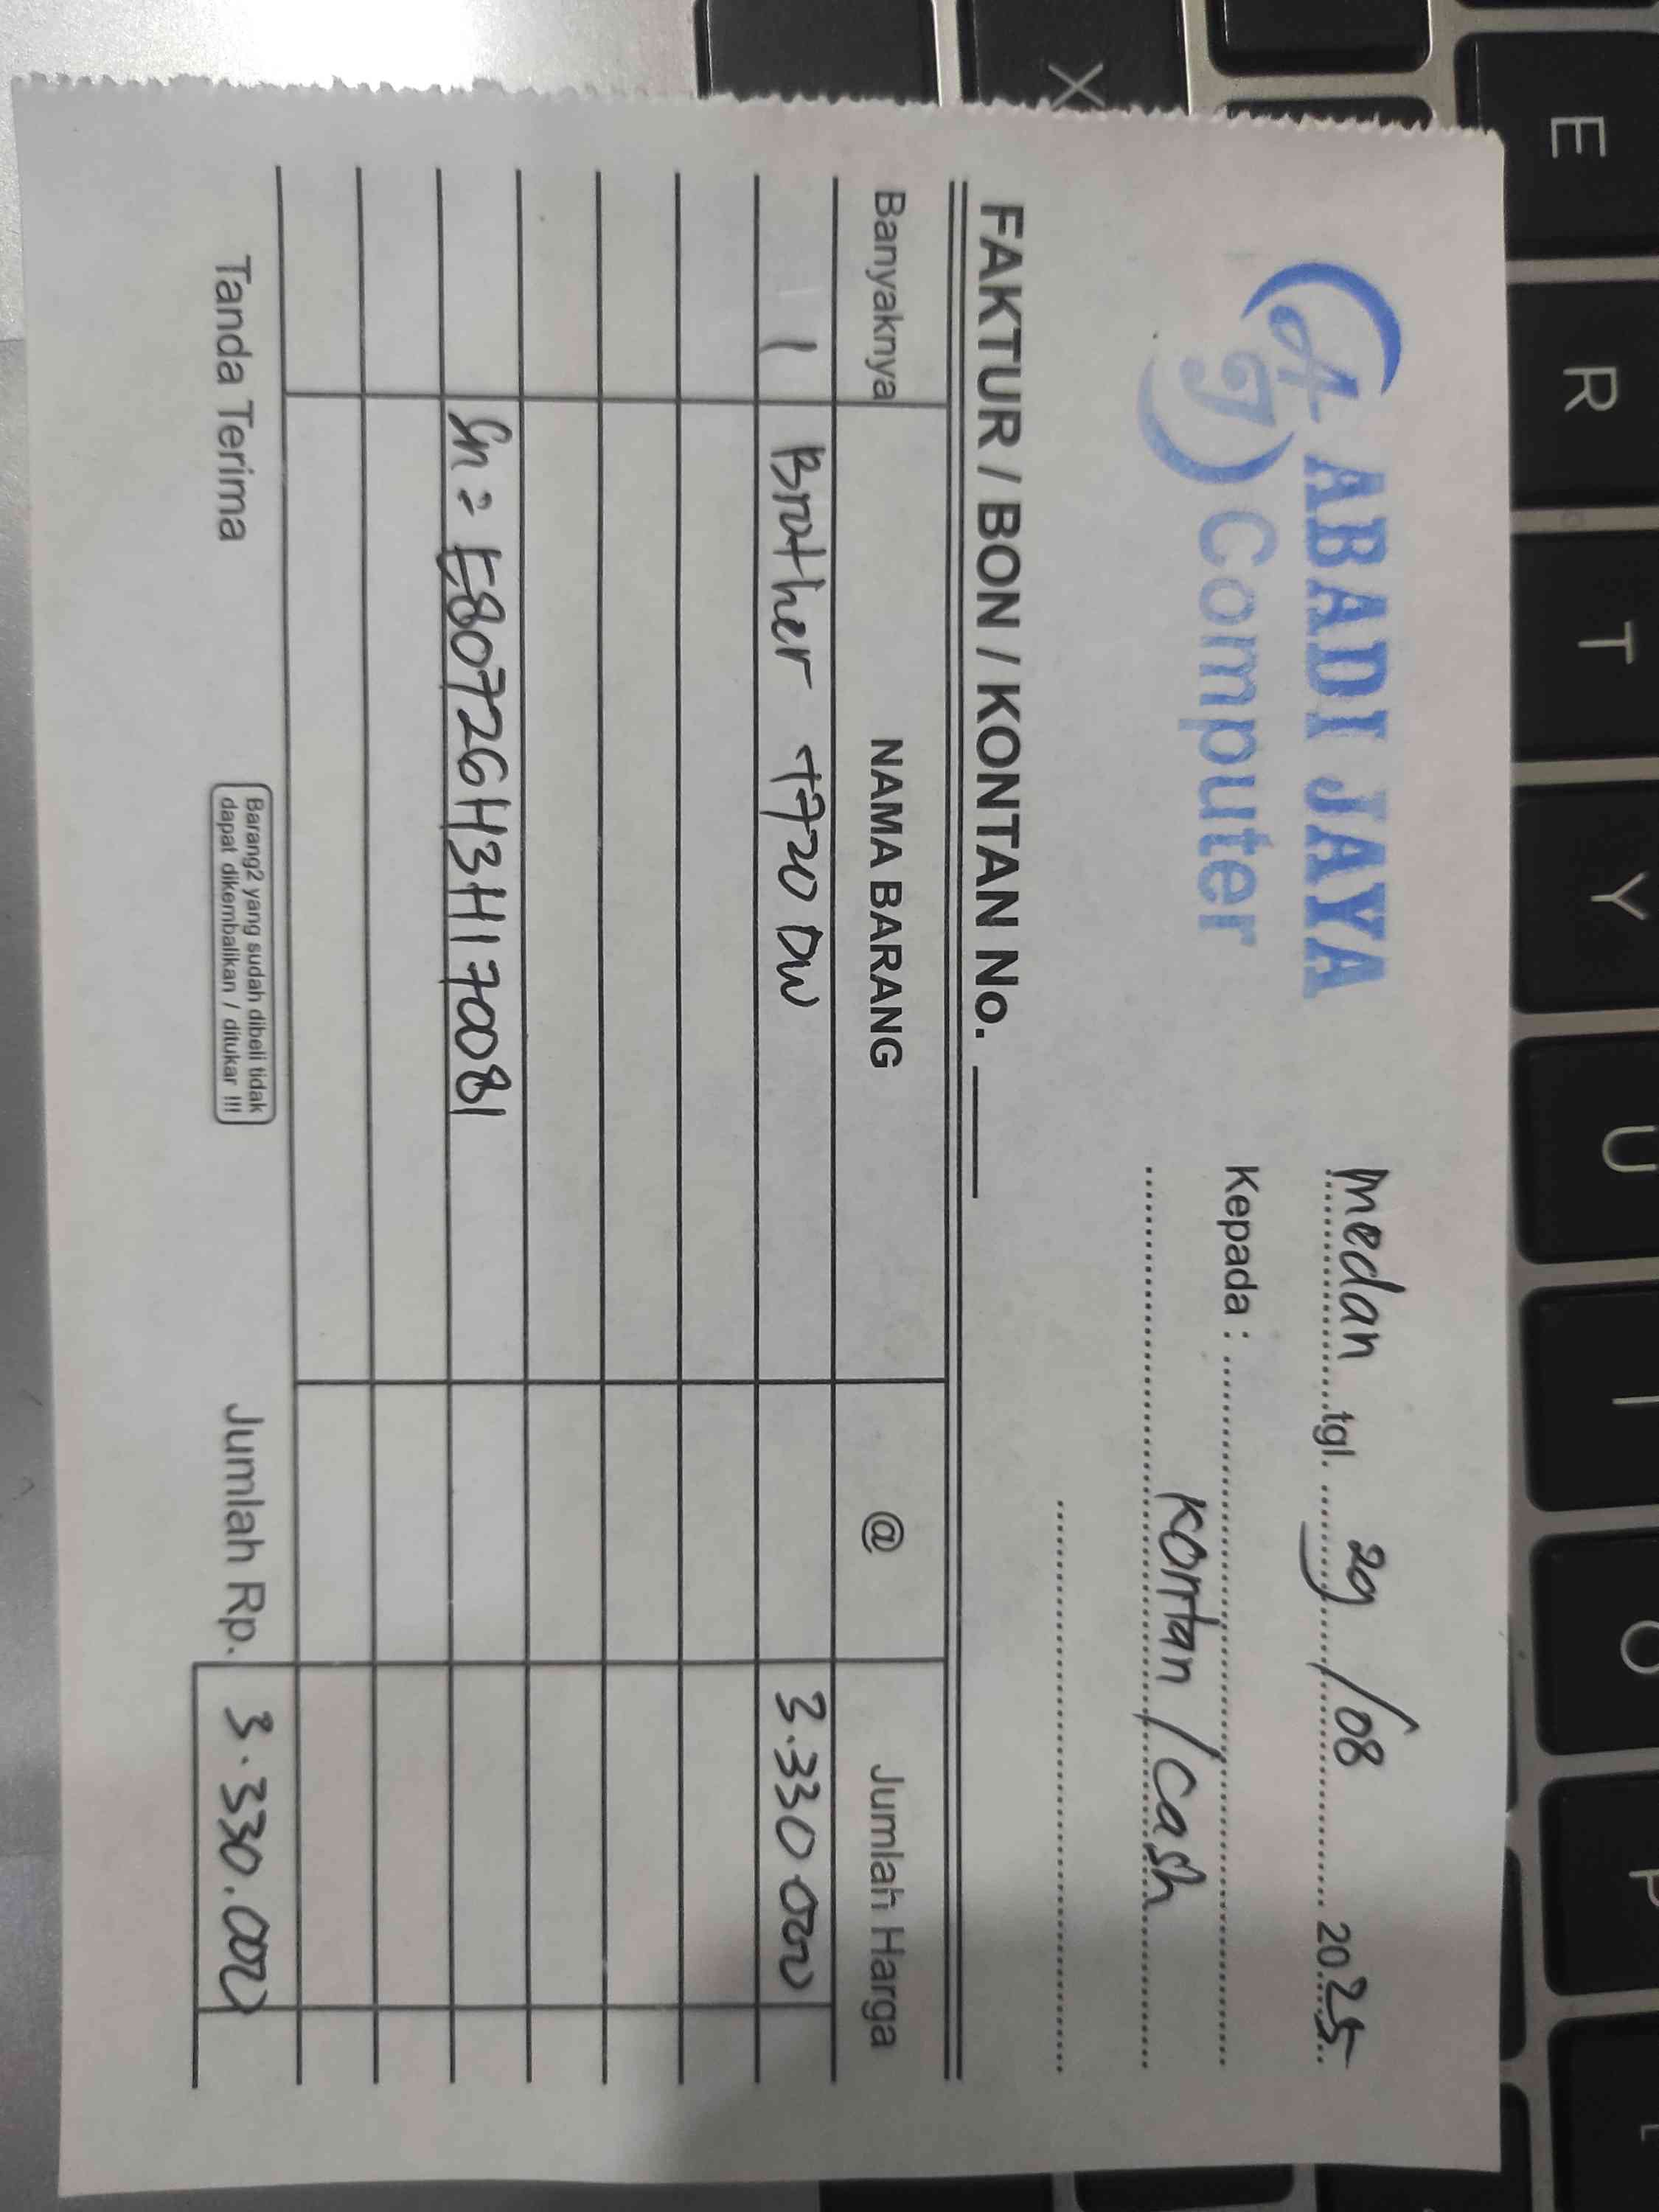 ABADI JAYA
AJ Computer
medan tgl. 29/08 2025
Kepada :
Kontan / Cash
FAKTUR / BON / KONTAN No.
Banyaknya NAMA BARANG @ Jumlah Harga
1 Brother t720 DW 3.330.000
Sn = E80726H3H170081
Tanda Terima
Barang2 yang sudah dibeli tidak
dapat dikembalikan / ditukar !!!
Jumlah Rp. 3.330.000
X
E
R
T
Y
U
I
O
P
L